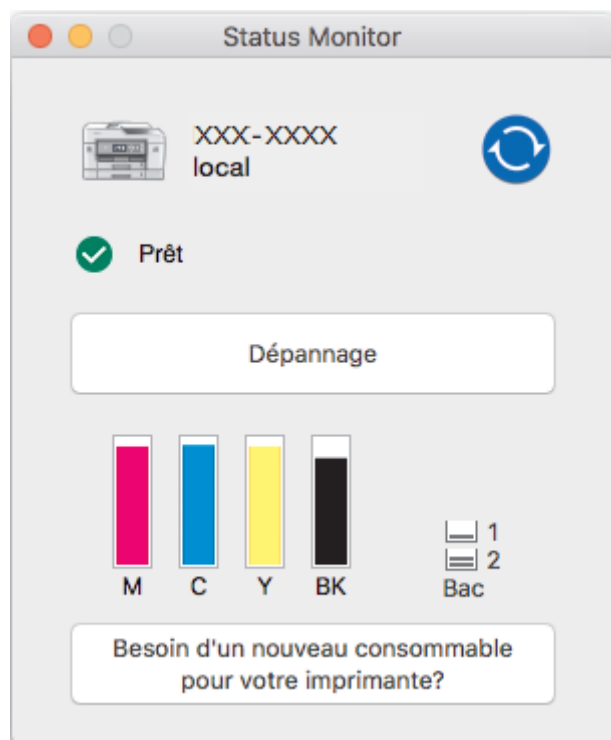 Status Monitor
XXX-XXXX
local
Prêt
Dépannage
1
2
M C Y BK Bac
Besoin d'un nouveau consommable
pour votre imprimante?